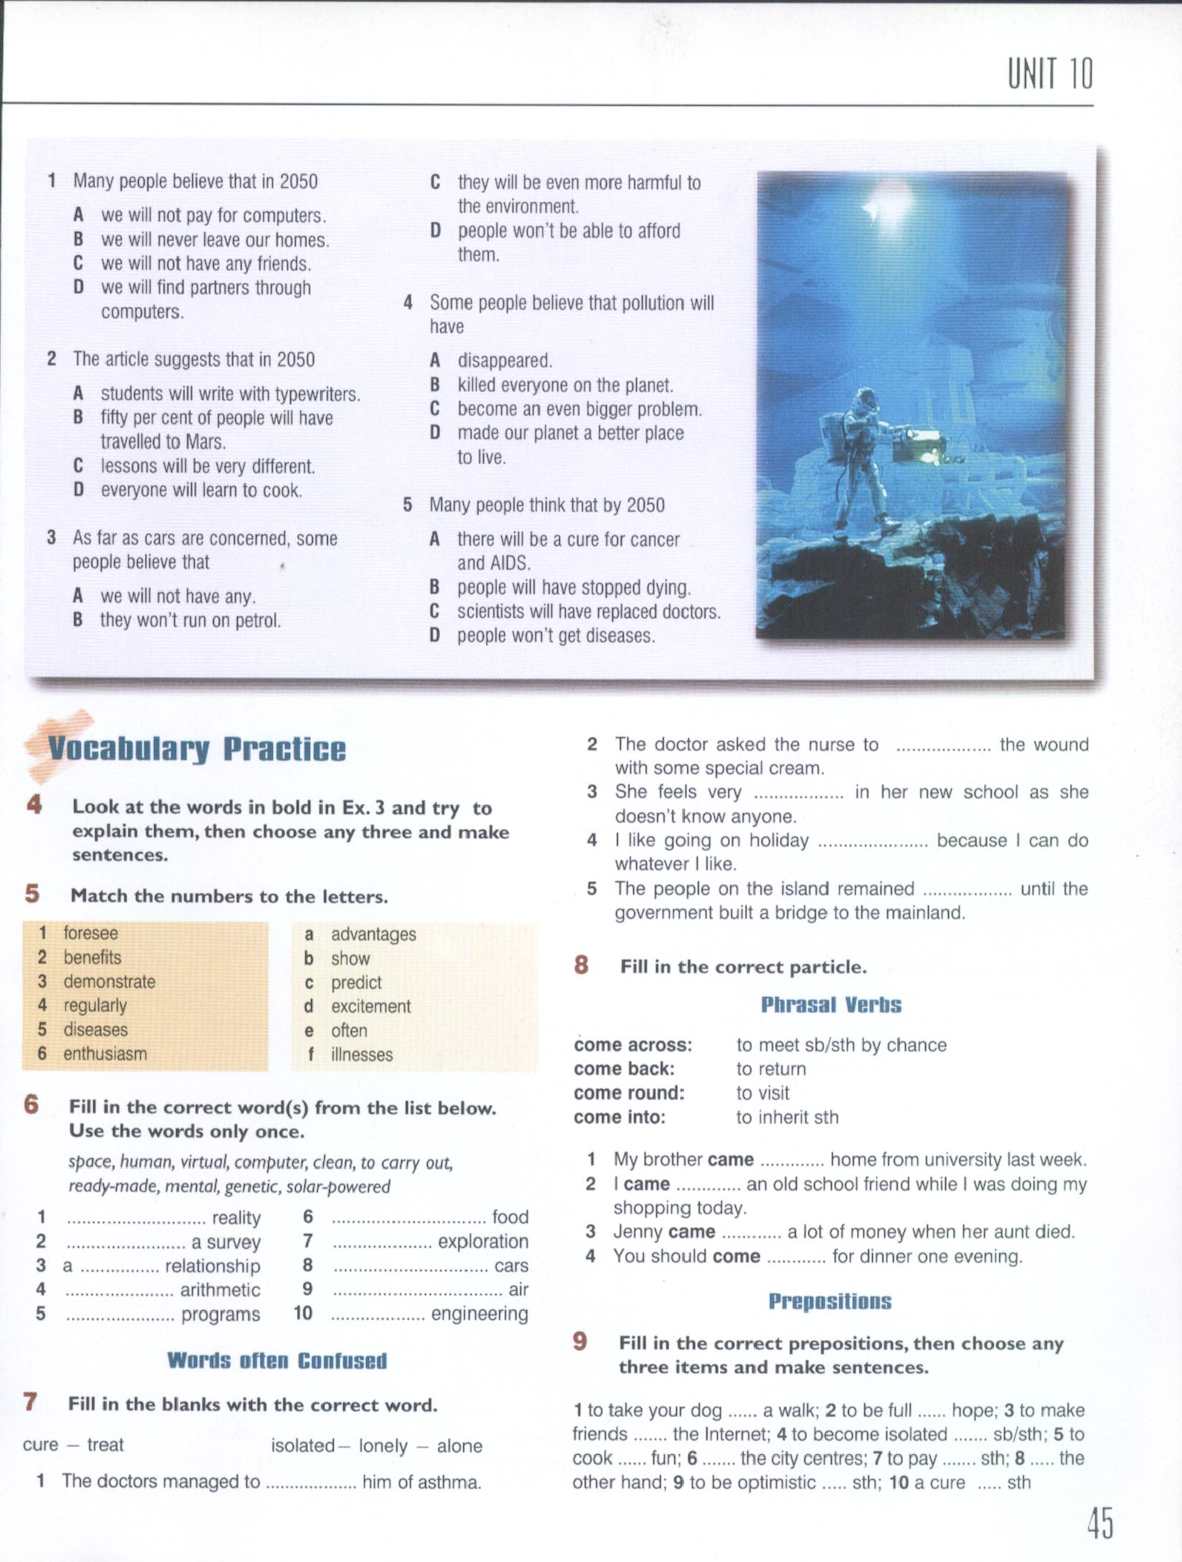 UNIT 10
1 Many people believe that in 2050
A we will not pay for computers.
B we will never leave our homes.
C we will not have any friends.
D we will find partners through
computers.
2 The article suggests that in 2050
A students will write with typewriters.
B fifty per cent of people will have
travelled to Mars.
C lessons will be very different.
D everyone will learn to cook.
3 As far as cars are concerned, some
people believe that
A we will not have any.
B they won't run on petrol.
C they will be even more harmful to
the environment.
D people won't be able to afford
them.
4 Some people believe that pollution will
have
A disappeared.
B killed everyone on the planet.
C become an even bigger problem.
D made our planet a better place
to live.
5 Many people think that by 2050
A there will be a cure for cancer
and AIDS.
B people will have stopped dying.
C scientists will have replaced doctors.
D people won't get diseases.
Vocabulary Practice
4 Look at the words in bold in Ex. 3 and try to
explain them, then choose any three and make
sentences.
5 Match the numbers to the letters.
1 foresee
2 benefits
3 demonstrate
4 regularly
5 diseases
6 enthusiasm
a advantages
b show
c predict
d excitement
e often
f illnesses
6 Fill in the correct word(s) from the list below.
Use the words only once.
space, human, virtual, computer, clean, to carry out,
ready-made, mental, genetic, solar-powered
1 ............................ reality
2 ........................ a survey
3 a ................ relationship
4 ...................... arithmetic
5 ...................... programs
6 ............................... food
7 .................... exploration
8 ............................... cars
9 .................................. air
10 ................... engineering
Words often Confused
7 Fill in the blanks with the correct word.
cure – treat isolated – lonely – alone
1 The doctors managed to ................... him of asthma.
2 The doctor asked the nurse to ................... the wound
with some special cream.
3 She feels very .................. in her new school as she
doesn't know anyone.
4 I like going on holiday ...................... because I can do
whatever I like.
5 The people on the island remained .................. until the
government built a bridge to the mainland.
8 Fill in the correct particle.
Phrasal Verbs
come across: to meet sb/sth by chance
come back: to return
come round: to visit
come into: to inherit sth
1 My brother came ............. home from university last week.
2 I came ............. an old school friend while I was doing my
shopping today.
3 Jenny came ............ a lot of money when her aunt died.
4 You should come ............ for dinner one evening.
Prepositions
9 Fill in the correct prepositions, then choose any
three items and make sentences.
1 to take your dog ...... a walk; 2 to be full ...... hope; 3 to make
friends ....... the Internet; 4 to become isolated ....... sb/sth; 5 to
cook ...... fun; 6 ....... the city centres; 7 to pay ....... sth; 8 ..... the
other hand; 9 to be optimistic ..... sth; 10 a cure ..... sth
45